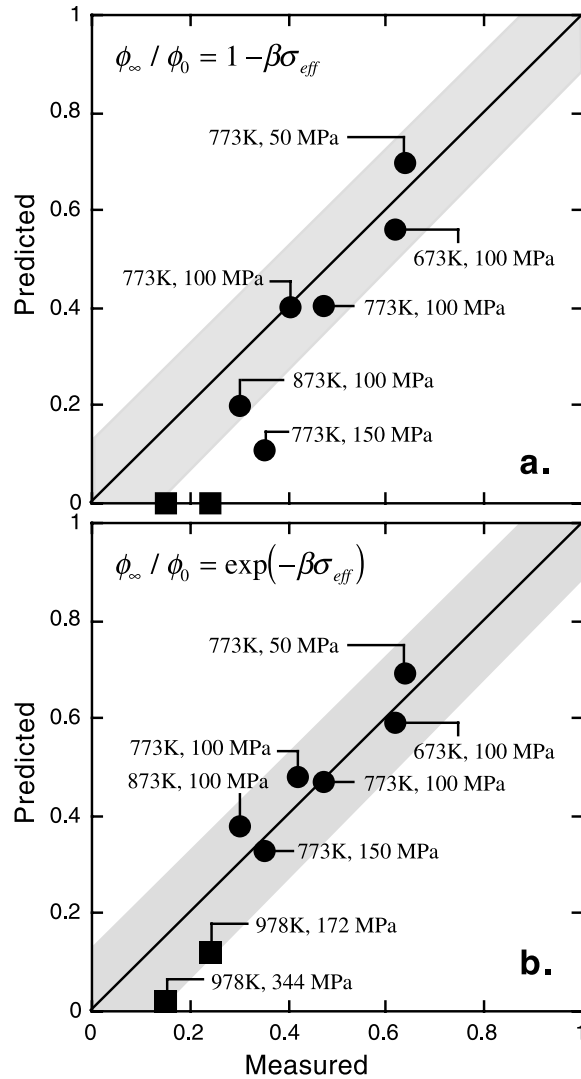 1
ϕ∞ / ϕ0 = 1 − βσeff
0.8
773K, 50 MPa
0.6
673K, 100 MPa
773K, 100 MPa
0.4
773K, 100 MPa
873K, 100 MPa
0.2
773K, 150 MPa
a.
0
Predicted
1
ϕ∞ / ϕ0 = exp(−βσeff)
0.8
773K, 50 MPa
0.6
773K, 100 MPa
673K, 100 MPa
873K, 100 MPa
773K, 100 MPa
0.4
773K, 150 MPa
0.2
978K, 172 MPa
978K, 344 MPa
b.
0
Predicted
0 0.2 0.4 0.6 0.8 1
Measured